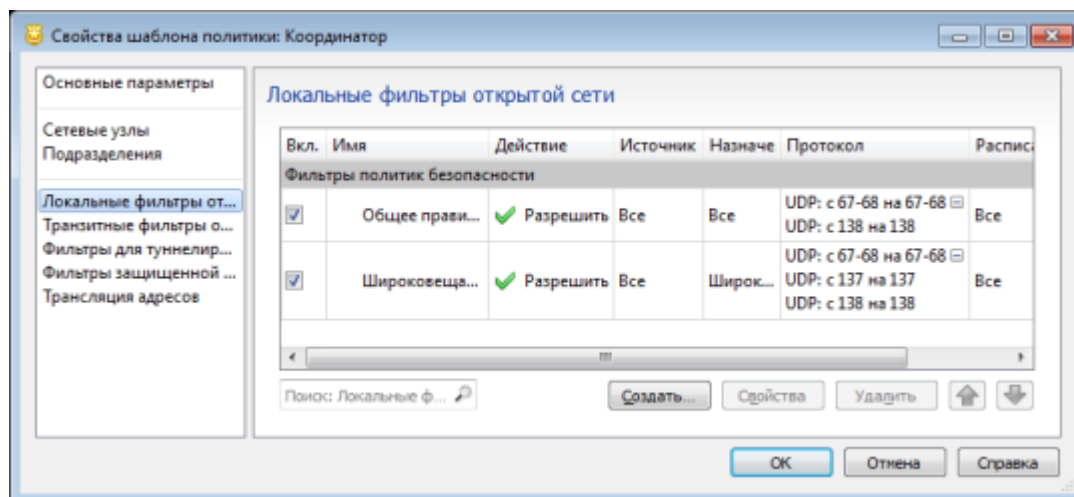 Свойства шаблона политики: Координатор
Основные параметры
Сетевые узлы
Подразделения
Локальные фильтры от...
Транзитные фильтры о...
Фильтры для туннелир...
Фильтры защищенной ...
Трансляция адресов
Локальные фильтры открытой сети
Вкл. Имя Действие Источник Назначе Протокол Распис
Фильтры политик безопасности
Общее прави... Разрешить Все Все UDP: с 67-68 на 67-68 Все
UDP: с 138 на 138
Широковеща... Разрешить Все Широк... UDP: с 67-68 на 67-68 Все
UDP: с 137 на 137
UDP: с 138 на 138
Поиск: Локальные ф...
Создать...
Свойства
Удалить
ОК
Отмена
Справка